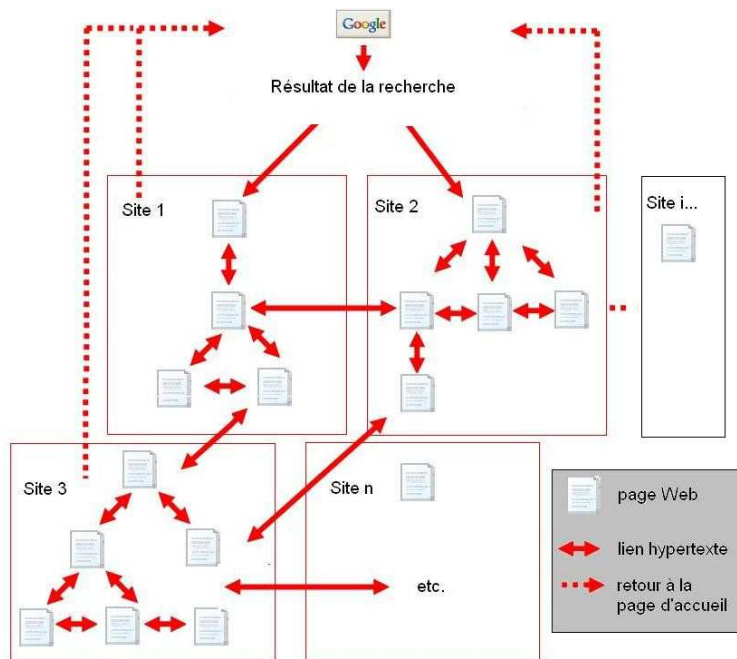 Google
Résultat de la recherche
Site 1
Site 2
Site i...
Site 3
Site n
etc.
page Web
lien hypertexte
retour à la
page d'accueil